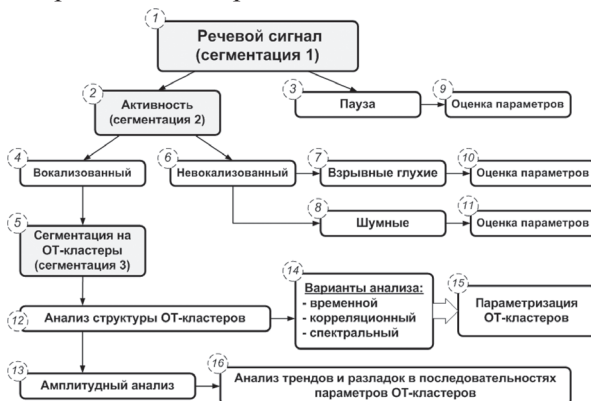 1
Речевой сигнал
(сегментация 1)
2
Активность
(сегментация 2)
3
Пауза
9
Оценка параметров
4
Вокализованный
6
Невокализованный
7
Взрывные глухие
10
Оценка параметров
8
Шумные
11
Оценка параметров
5
Сегментация на
ОТ-кластеры
(сегментация 3)
12
Анализ структуры ОТ-кластеров
14
Варианты анализа:
- временной
- корреляционный
- спектральный
15
Параметризация
ОТ-кластеров
13
Амплитудный анализ
16
Анализ трендов и разладок в последовательностях
параметров ОТ-кластеров